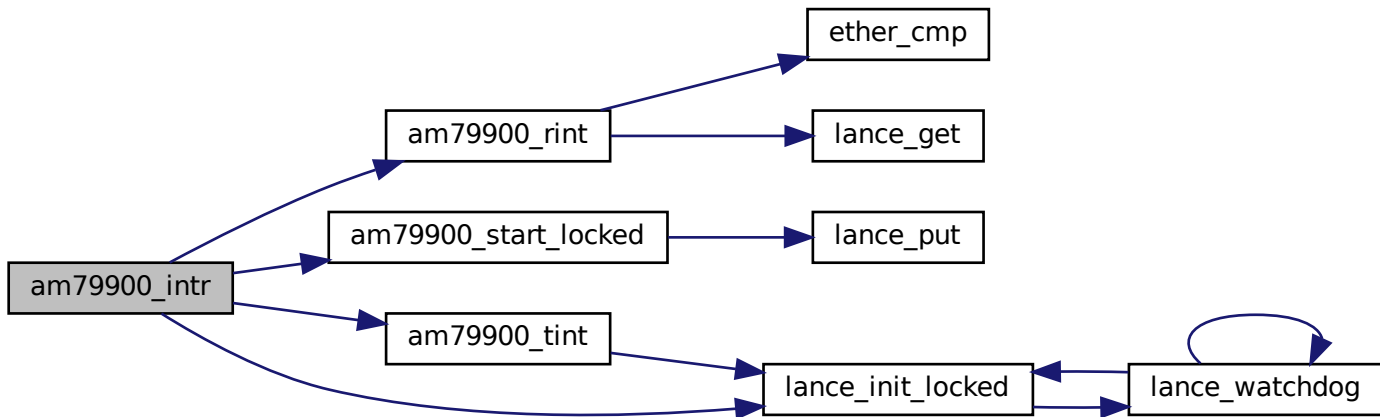 ether_cmp
am79900_rint
lance_get
am79900_start_locked
lance_put
am79900_intr
am79900_tint
lance_init_locked
lance_watchdog